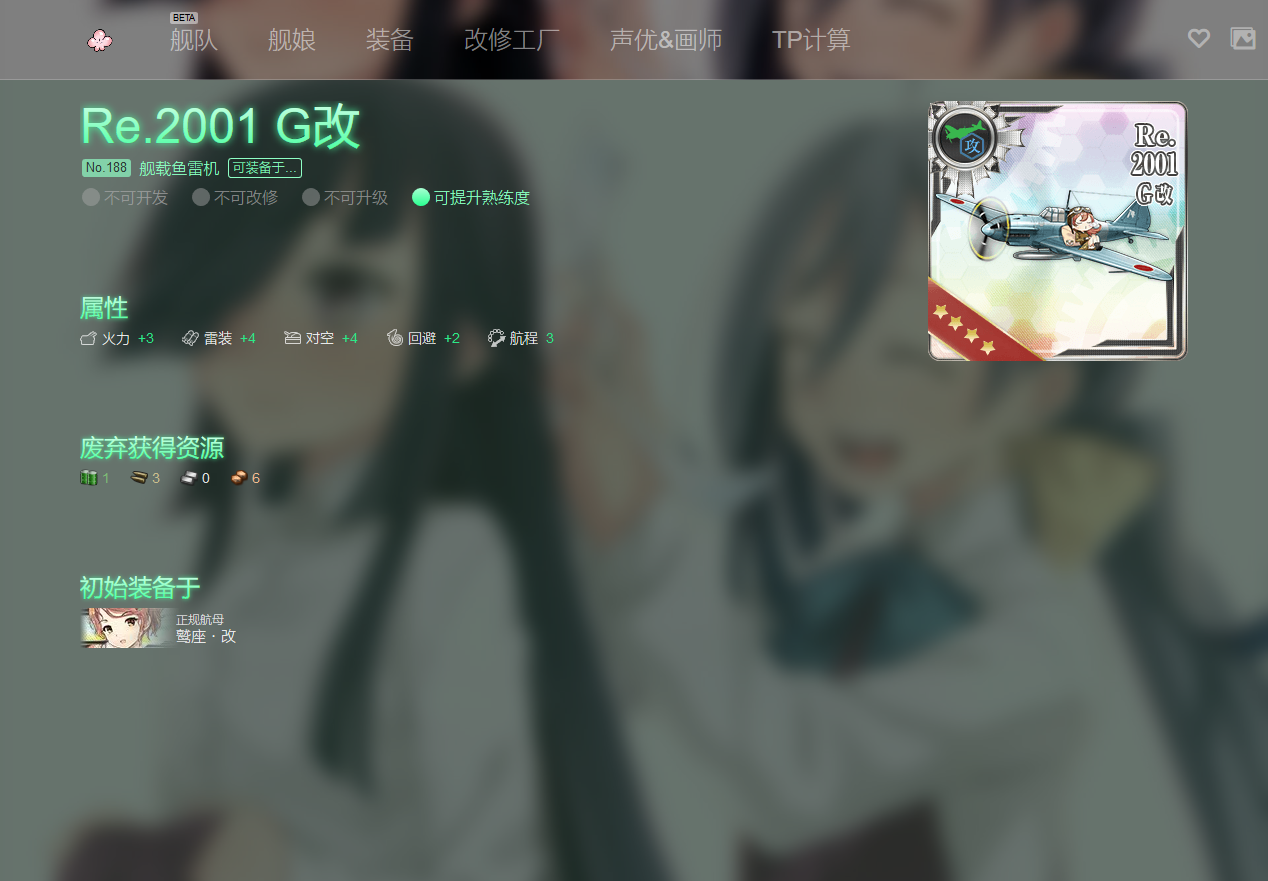 BETA
舰队 舰娘 装备 改修工厂 声优&画师 TP计算
Re.2001 G改
No.188 舰载鱼雷机 可装备于...
不可开发 不可改修 不可升级 可提升熟练度
Re.
2001
G改
攻
属性
火力 +3 雷装 +4 对空 +4 回避 +2 航程 3
废弃获得资源
1 3 0 6
初始装备于
正规航母
鹫座・改